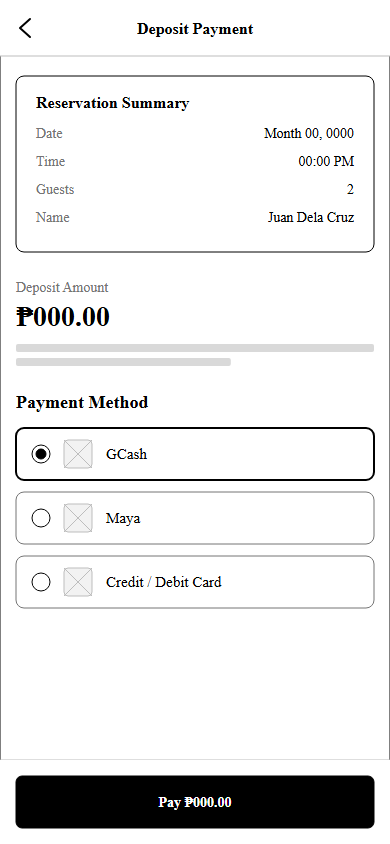 Deposit Payment
Reservation Summary
Date Month 00, 0000
Time 00:00 PM
Guests 2
Name Juan Dela Cruz
Deposit Amount
₱000.00
Payment Method
GCash
Maya
Credit / Debit Card
Pay ₱000.00